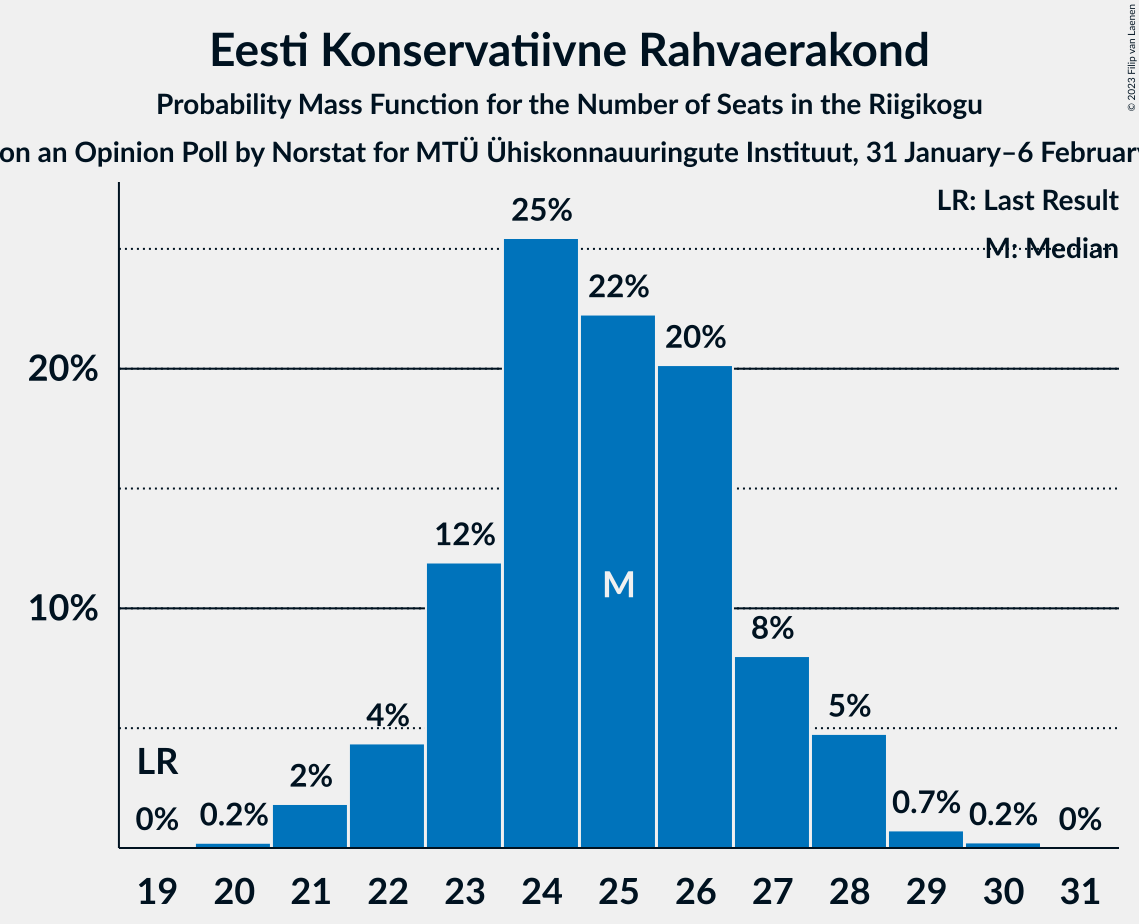 Eesti Konservatiivne Rahvaerakond
Probability Mass Function for the Number of Seats in the Riigikogu
on an Opinion Poll by Norstat for MTÜ Ühiskonnauuringute Instituut, 31 January–6 February
© 2023 Filip van Laenen
LR: Last Result
M: Median
20%
10%
LR
0%
0.2%
2%
4%
12%
25%
22%
20%
8%
5%
0.7%
0.2%
0%
M
19 20 21 22 23 24 25 26 27 28 29 30 31